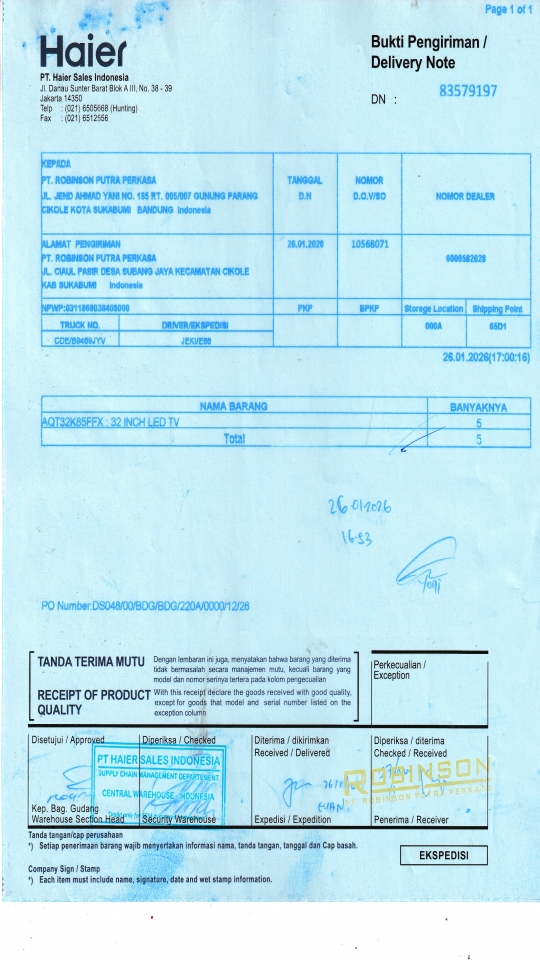 Page 1 of 1
Haier
Bukti Pengiriman /
Delivery Note
PT. Haier Sales Indonesia
Jl. Danau Sunter Barat Blok A III, No. 38 - 39
Jakarta 14350
Telp : (021) 6505668 (Hunting)
Fax : (021) 6512556
DN : 83579197
KEPADA
PT. ROBINSON PUTRA PERKASA
JL. JEND AHMAD YANI NO. 185 RT. 005/007 GUNUNG PARANG
CIKOLE KOTA SUKABUMI BANDUNG Indonesia
TANGGAL
D.N
NOMOR
D.O.V/SO
NOMOR DEALER
ALAMAT PENGIRIMAN
PT. ROBINSON PUTRA PERKASA
JL. CIAUL PASIR DESA SUBANG JAYA KECAMATAN CIKOLE
KAB SUKABUMI Indonesia
26.01.2026
10568071
NPWP:0311868038405000
PKP
BPKP
Storege Location
Shipping Point
TRUCK NO.
DRIVER/EKSPEDISI
000A
65D1
26.01.2026(17:00:16)
NAMA BARANG
BANYAKNYA
AQT32K85FFX : 32 INCH LED TV
5
Total
5
26/01/2026
16:53
Yogi
PO Number:DS048/00/BDG/BDG/220A/0000/12/26
TANDA TERIMA MUTU
Dengan lembaran ini juga, menyatakan bahwa barang yang diterima
tidak bermasalah secara manajemen mutu, kecuali barang yang
model dan nomor serinya tertera pada kolom pengecualian
RECEIPT OF PRODUCT
QUALITY
With this receipt declare the goods received with good quality,
except for goods that model and serial number listed on the
exception column
Perkecualian /
Exception
Disetujui / Approved
Diperiksa / Checked
Diterima / dikirimkan
Received / Delivered
Diperiksa / diterima
Checked / Received
PT HAIER SALES INDONESIA
SUPPLY CHAIN MANAGEMENT DEPARTEMENT
CENTRAL WAREHOUSE - INDONESIA
ROBINSON
PT. ROBINSON PUTRA PERKASA
Kep. Bag. Gudang
Warehouse Section Head
Security Warehouse
Expedisi / Expedition
Penerima / Receiver
Tanda tangan/cap perusahaan
*) Setiap penerimaan barang wajib menyertakan informasi nama, tanda tangan, tanggal dan Cap basah.
EKSPEDISI
Company Sign / Stamp
*) Each item must include name, signature, date and wet stamp information.